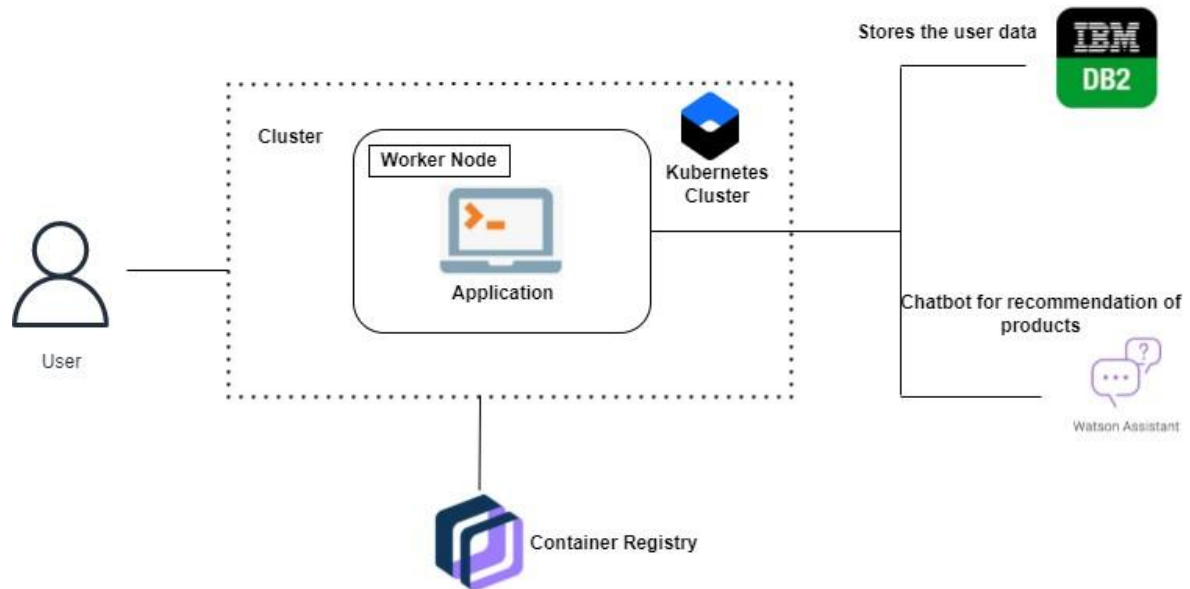 Stores the user data
IBM
DB2
Cluster
Worker Node
Kubernetes
Cluster
Application
User
Chatbot for recommendation of
products
?
Watson Assistant
Container Registry